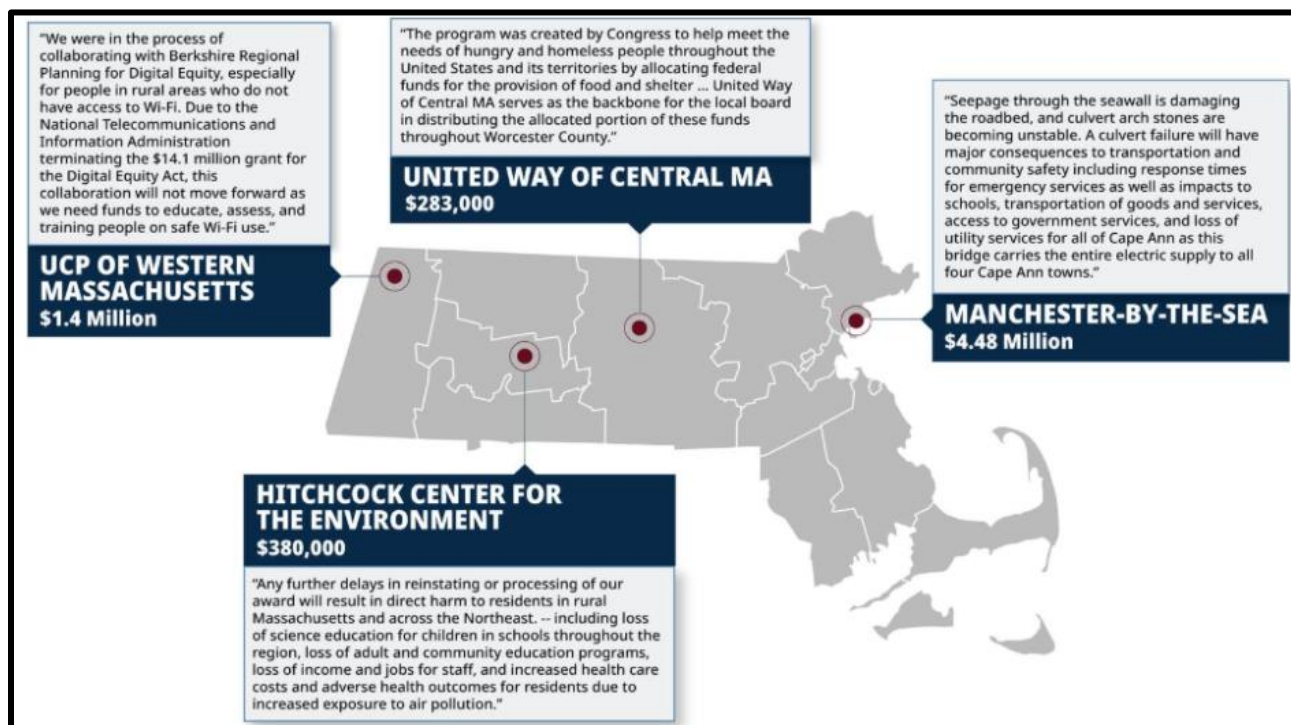 “We were in the process of
collaborating with Berkshire Regional
Planning for Digital Equity, especially
for people in rural areas who do not
have access to Wi-Fi. Due to the
National Telecommunications and
Information Administration
terminating the $14.1 million grant for
the Digital Equity Act, this
collaboration will not move forward as
we need funds to educate, assess, and
training people on safe Wi-Fi use.”
UCP OF WESTERN
MASSACHUSETTS
$1.4 Million
“The program was created by Congress to help meet the
needs of hungry and homeless people throughout the
United States and its territories by allocating federal
funds for the provision of food and shelter ... United Way
of Central MA serves as the backbone for the local board
in distributing the allocated portion of these funds
throughout Worcester County.”
UNITED WAY OF CENTRAL MA
$283,000
“Seepage through the seawall is damaging
the roadbed, and culvert arch stones are
becoming unstable. A culvert failure will have
major consequences to transportation and
community safety including response times
for emergency services as well as impacts to
schools, transportation of goods and services,
access to government services, and loss of
utility services for all of Cape Ann as this
bridge carries the entire electric supply to all
four Cape Ann towns.”
MANCHESTER-BY-THE-SEA
$4.48 Million
HITCHCOCK CENTER FOR
THE ENVIRONMENT
$380,000
“Any further delays in reinstating or processing of our
award will result in direct harm to residents in rural
Massachusetts and across the Northeast. -- including loss
of science education for children in schools throughout the
region, loss of adult and community education programs,
loss of income and jobs for staff, and increased health care
costs and adverse health outcomes for residents due to
increased exposure to air pollution.”